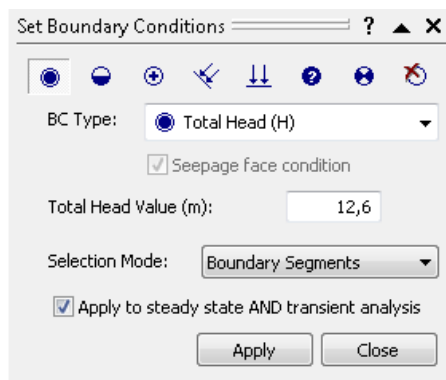 Set Boundary Conditions
BC Type: Total Head (H)
Seepage face condition
Total Head Value (m): 12,6
Selection Mode: Boundary Segments
Apply to steady state AND transient analysis
Apply Close